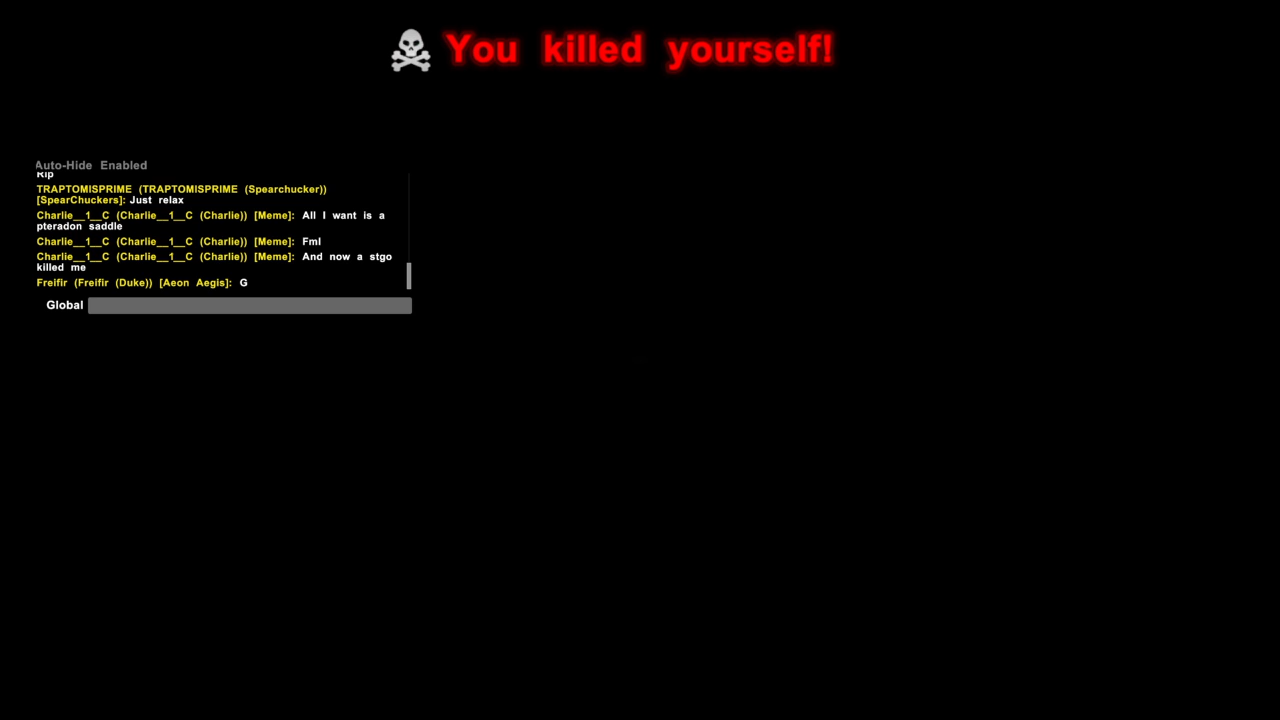 You killed yourself!
Auto-Hide Enabled
Rip
TRAPTOMISPRIME (TRAPTOMISPRIME (Spearchucker))
[SpearChuckers]: Just relax
Charlie__1__C (Charlie__1__C (Charlie)) [Meme]: All I want is a
pteradon saddle
Charlie__1__C (Charlie__1__C (Charlie)) [Meme]: Fml
Charlie__1__C (Charlie__1__C (Charlie)) [Meme]: And now a stgo
killed me
Freifir (Freifir (Duke)) [Aeon Aegis]: G
Global